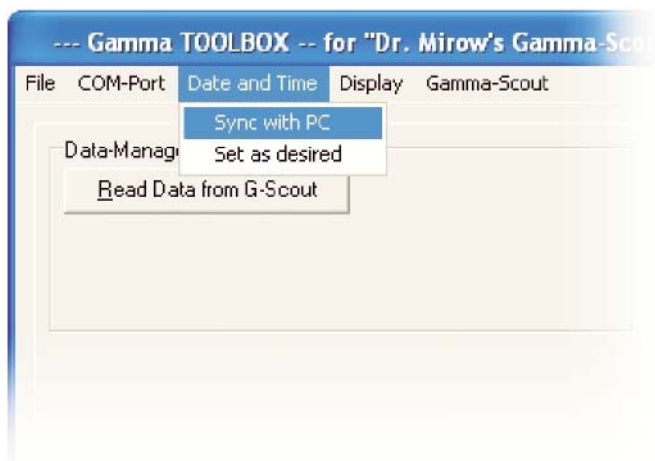 --- Gamma TOOLBOX -- for "Dr. Mirow's Gamma-Sco
File COM-Port Date and Time Display Gamma-Scout
Sync with PC
Data-Manag
Set as desired
Read Data from G-Scout